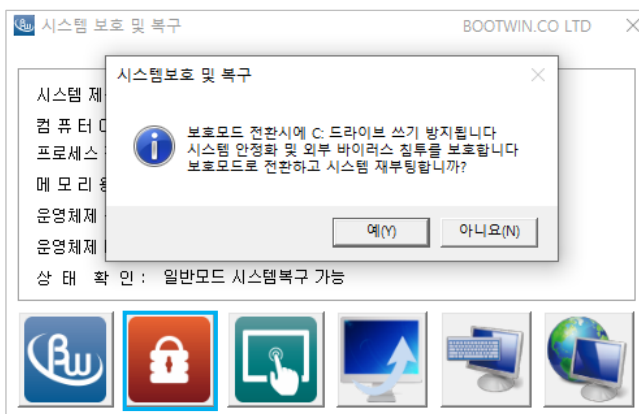 시스템 보호 및 복구 BOOTWIN.CO LTD
시스템보호 및 복구
보호모드 전환시에 C: 드라이브 쓰기 방지됩니다
시스템 안정화 및 외부 바이러스 침투를 보호합니다
보호모드로 전환하고 시스템 재부팅합니까?
예(Y) 아니요(N)
시스템
컴 퓨 터
프로세스
메 모 리
운영체제
운영체제
상 태 확 인 : 일반모드 시스템복구 가능
BW